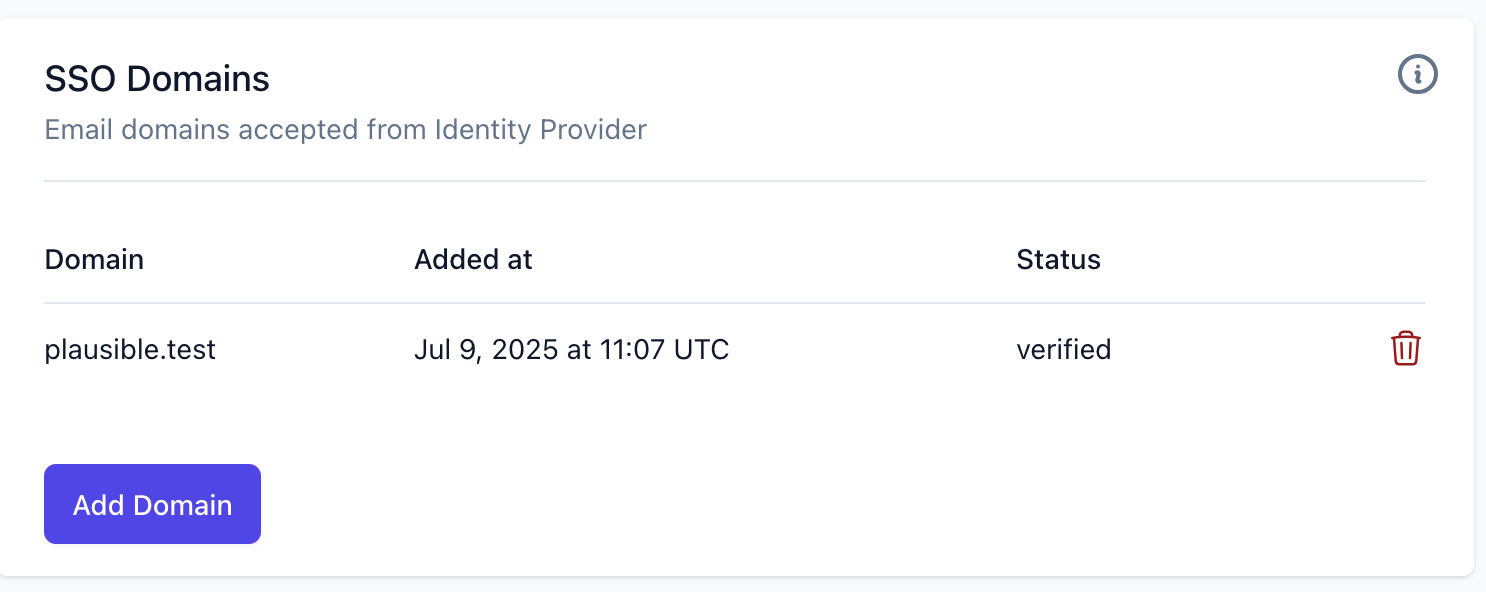 SSO Domains
Email domains accepted from Identity Provider
Domain Added at Status
plausible.test Jul 9, 2025 at 11:07 UTC verified
Add Domain